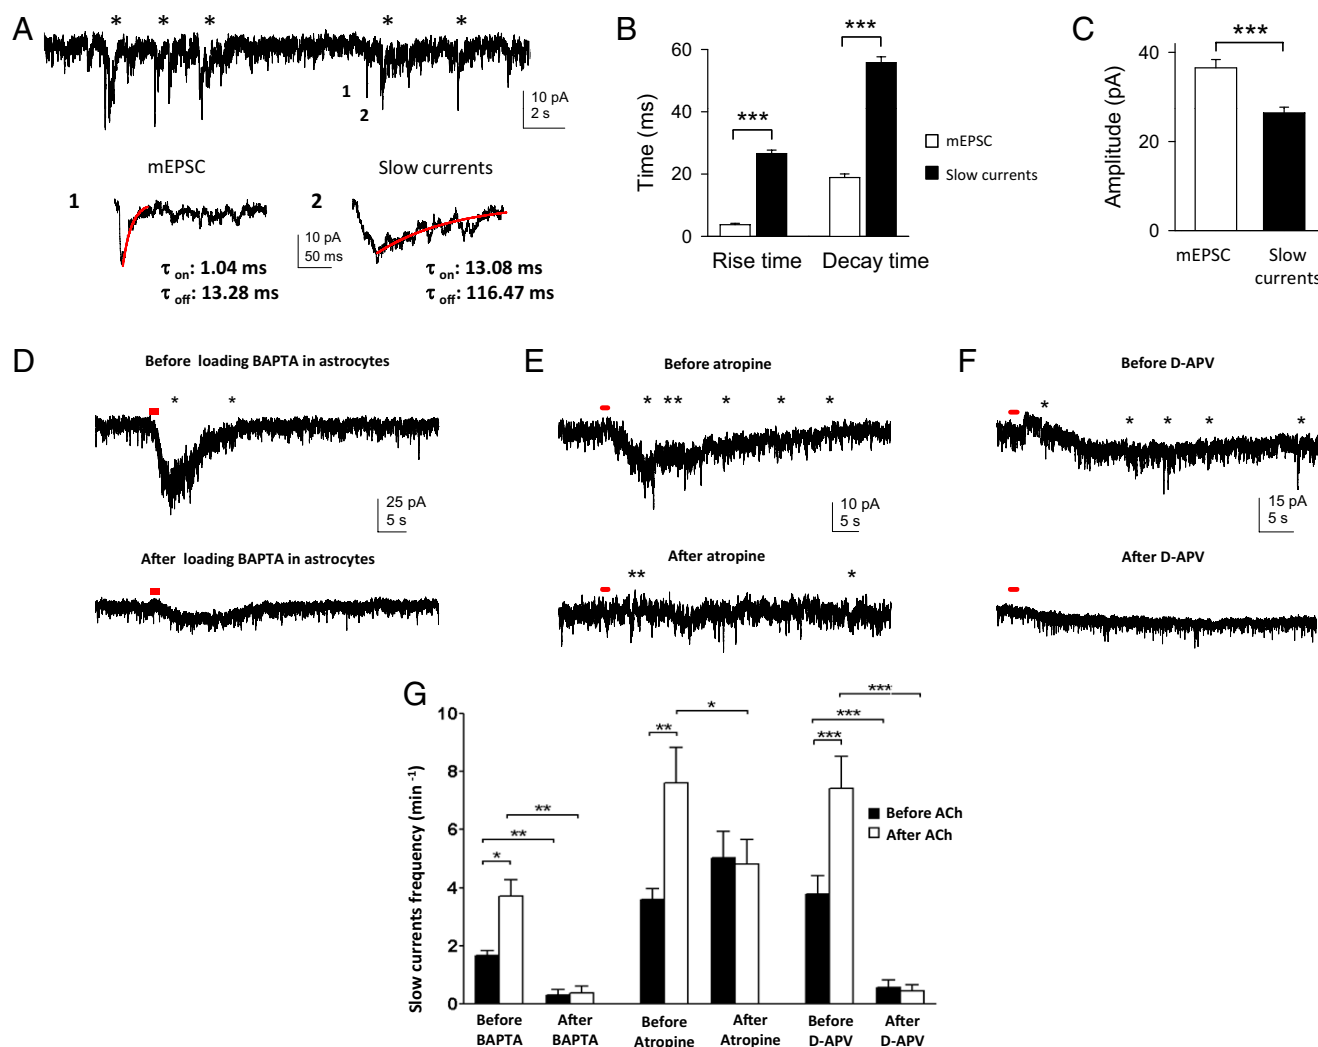 A
* * * * *
1
2
10 pA
2 s
mEPSC
Slow currents
1
2
10 pA
50 ms
τ on: 1.04 ms
τ off: 13.28 ms
τ on: 13.08 ms
τ off: 116.47 ms
B
Time (ms)
60
40
20
0
***
***
Rise time
Decay time
mEPSC
Slow currents
C
Amplitude (pA)
40
20
0
***
mEPSC
Slow
currents
D
Before loading BAPTA in astrocytes
* *
25 pA
5 s
After loading BAPTA in astrocytes
E
Before atropine
* ** * * *
10 pA
5 s
After atropine
** *
F
Before D-APV
* * * * *
15 pA
5 s
After D-APV
G
Slow currents frequency (min -1)
10
8
6
4
2
0
*
**
**
**
*
***
***
***
Before ACh
After ACh
Before
BAPTA
After
BAPTA
Before
Atropine
After
Atropine
Before
D-APV
After
D-APV